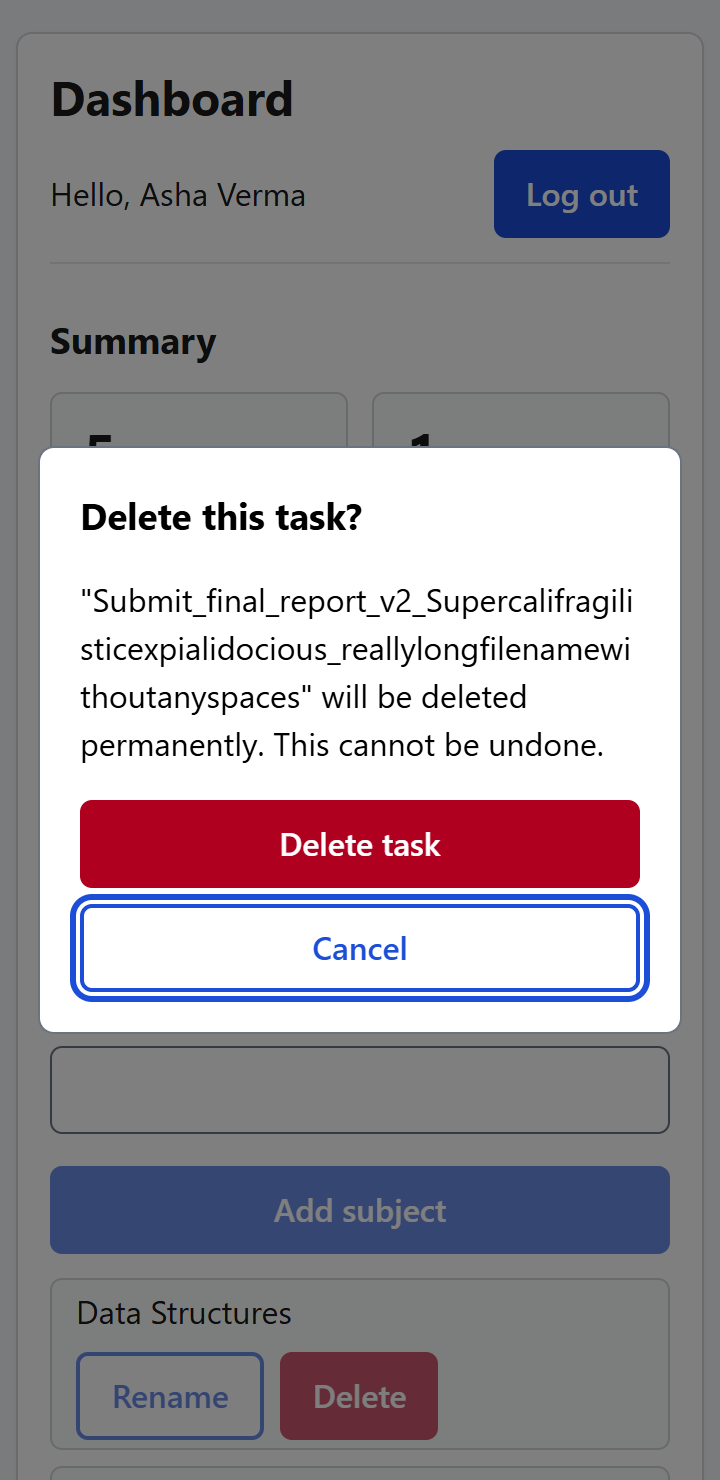 Dashboard
Hello, Asha Verma
Log out
Summary
Delete this task?
"Submit_final_report_v2_Supercalifragili
sticexpialidocious_reallylongfilenamewi
thoutanyspaces" will be deleted
permanently. This cannot be undone.
Delete task
Cancel
Add subject
Data Structures
Rename
Delete